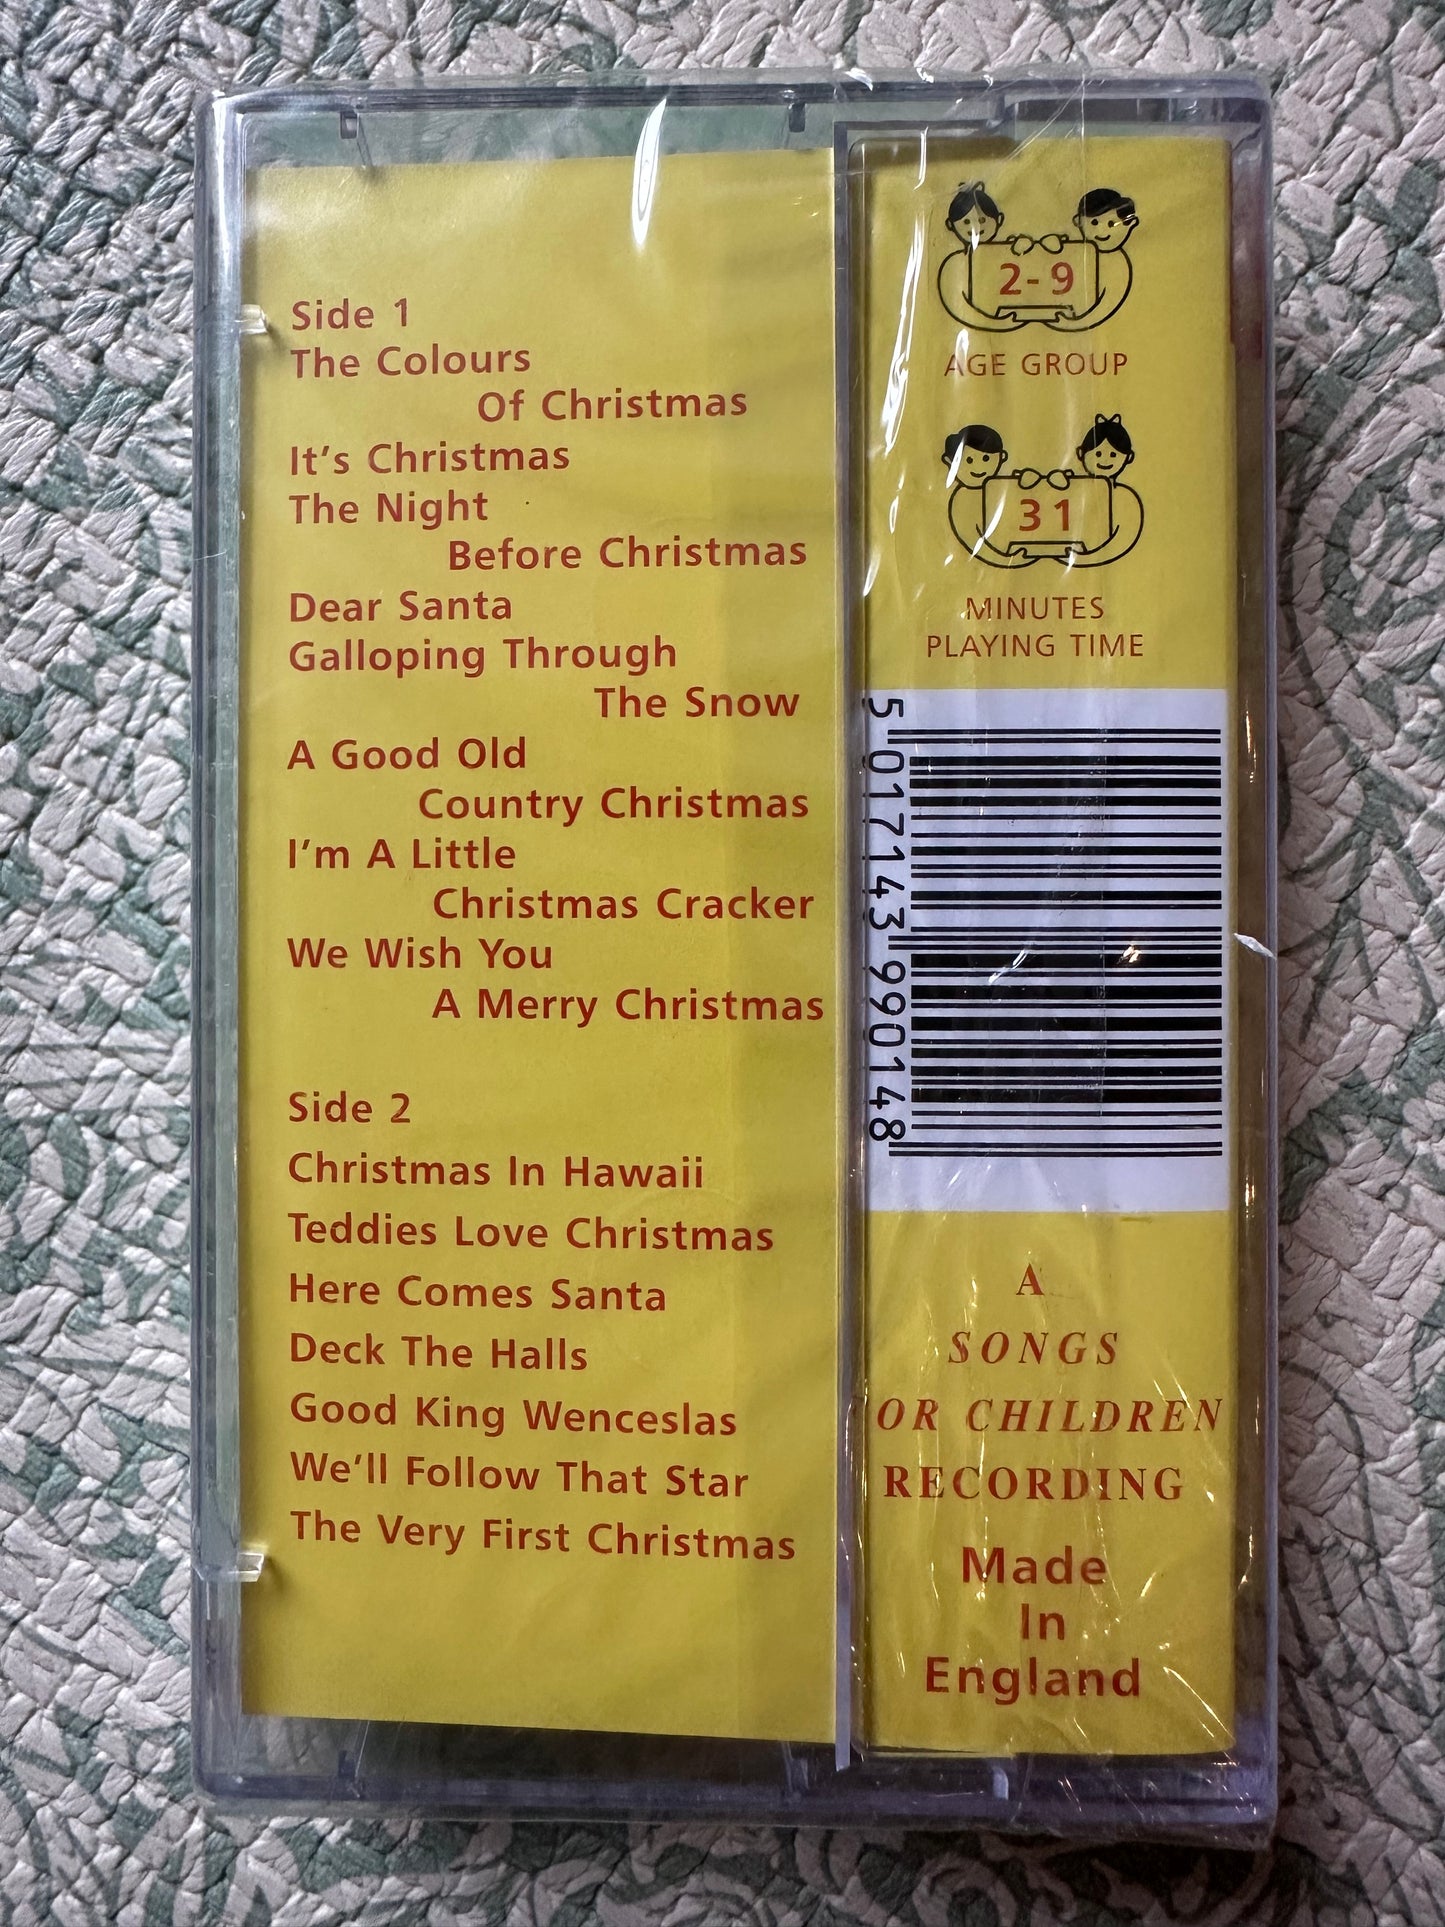 Side 1
The Colours
Of Christmas
It's Christmas
The Night
Before Christmas
Dear Santa
Galloping Through
The Snow
A Good Old
Country Christmas
I'm A Little
Christmas Cracker
We Wish You
A Merry Christmas
Side 2
Christmas In Hawaii
Teddies Love Christmas
Here Comes Santa
Deck The Halls
Good King Wenceslas
We'll Follow That Star
The Very First Christmas
2-9
AGE GROUP
31
MINUTES
PLAYING TIME
5 017143 990148
A
SONGS
FOR CHILDREN
RECORDING
Made
In
England